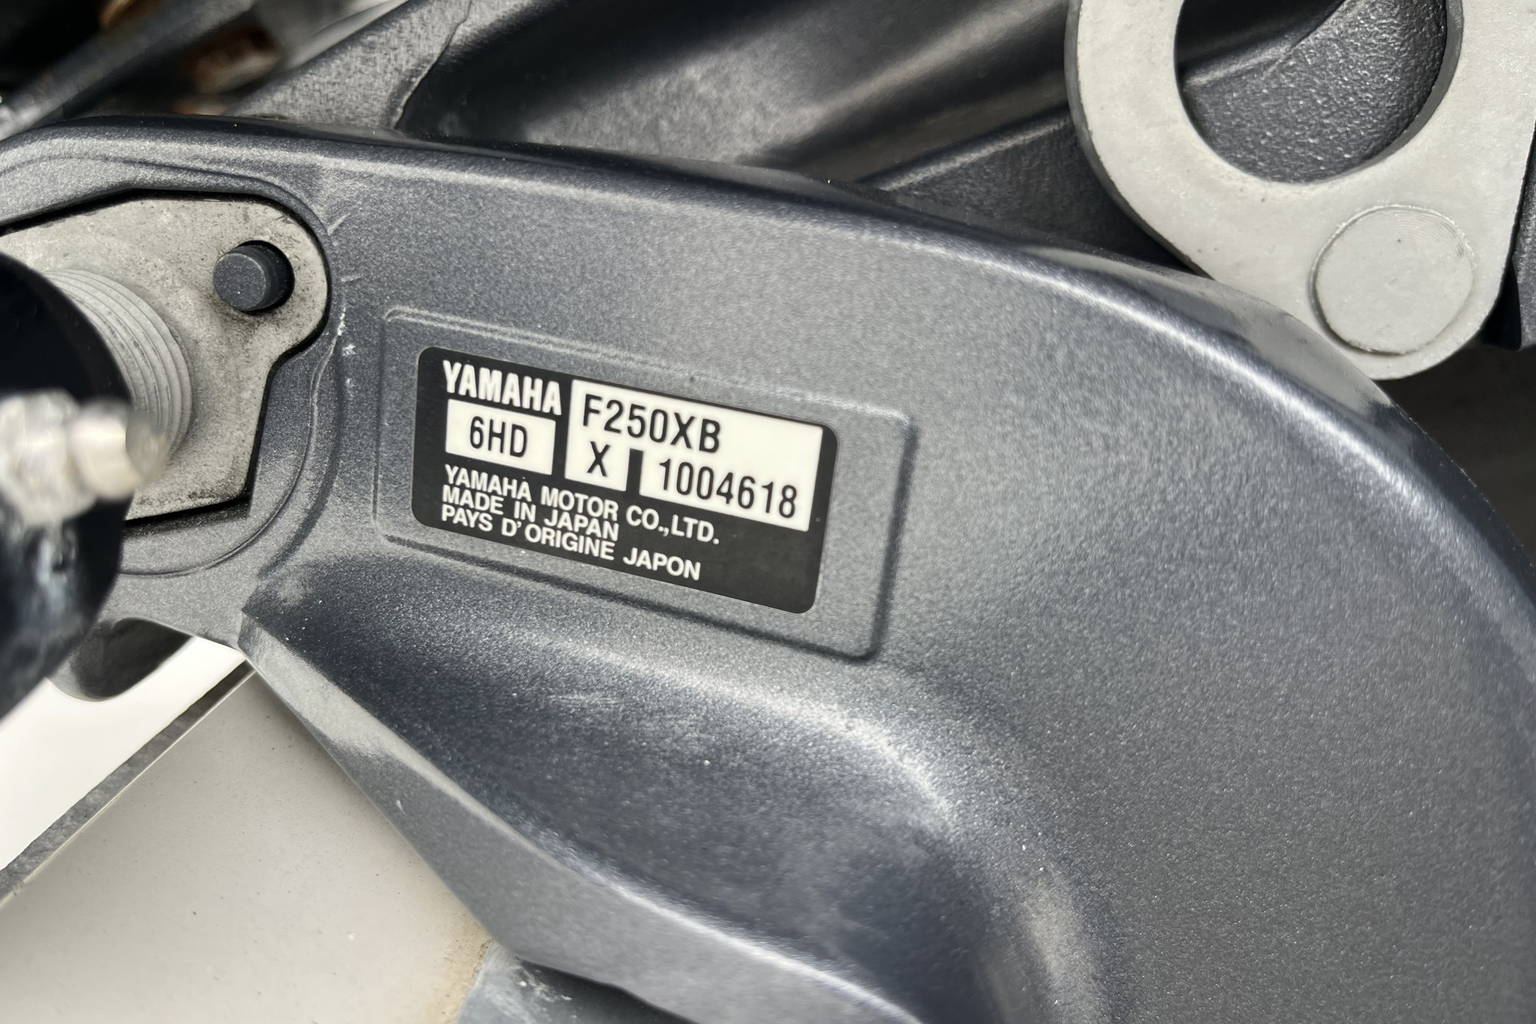 YAMAHA F250XB
6HD X 1004618
YAMAHA MOTOR CO.,LTD.
MADE IN JAPAN
PAYS D'ORIGINE JAPON